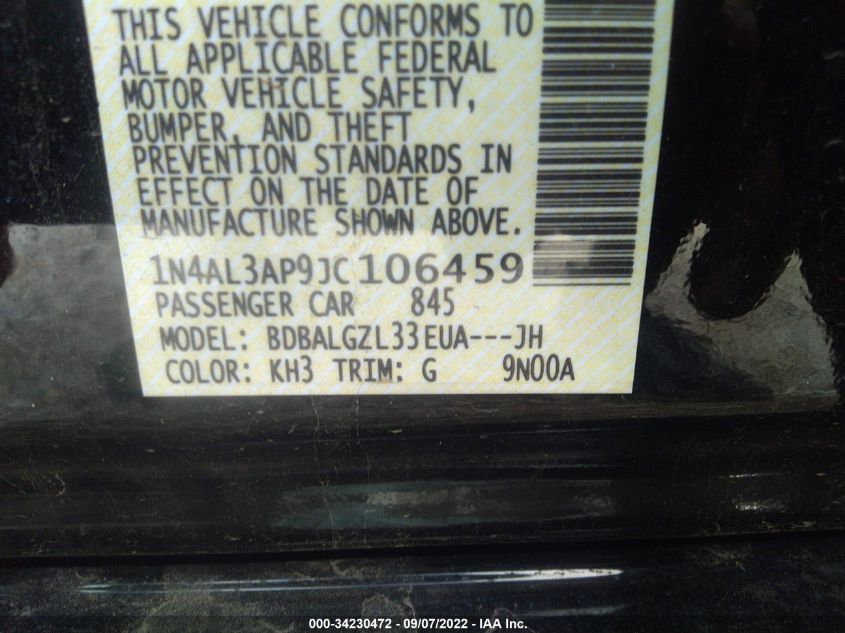 THIS VEHICLE CONFORMS TO
ALL APPLICABLE FEDERAL
MOTOR VEHICLE SAFETY,
BUMPER, AND THEFT
PREVENTION STANDARDS IN
EFFECT ON THE DATE OF
MANUFACTURE SHOWN ABOVE.
1N4AL3AP9JC106459
PASSENGER CAR 845
MODEL: BDBALGZL33EUA---JH
COLOR: KH3 TRIM: G 9N00A
000-34230472 — 09/07/2022 — IAA Inc.